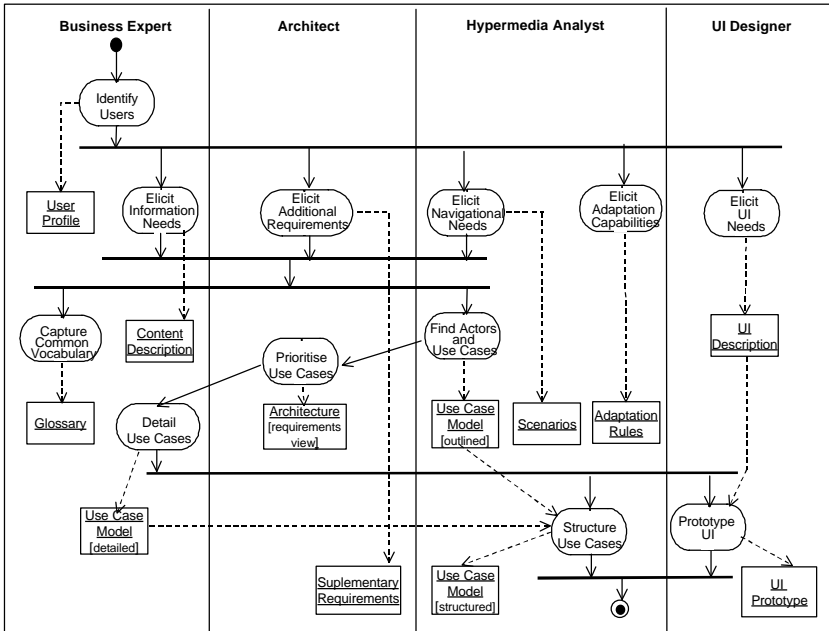 Business Expert
Architect
Hypermedia Analyst
UI Designer
Identify
Users
User
Profile
Elicit
Information
Needs
Elicit
Additional
Requirements
Elicit
Navigational
Needs
Elicit
Adaptation
Capabilities
Elicit
UI
Needs
Capture
Common
Vocabulary
Content
Description
Prioritise
Use Cases
Find Actors
and
Use Cases
UI
Description
Glossary
Detail
Use Cases
Architecture
[requirements
view]
Use Case
Model
[outlined]
Scenarios
Adaptation
Rules
Use Case
Model
[detailed]
Structure
Use Cases
Prototype
UI
Suplementary
Requirements
Use Case
Model
[structured]
UI
Prototype